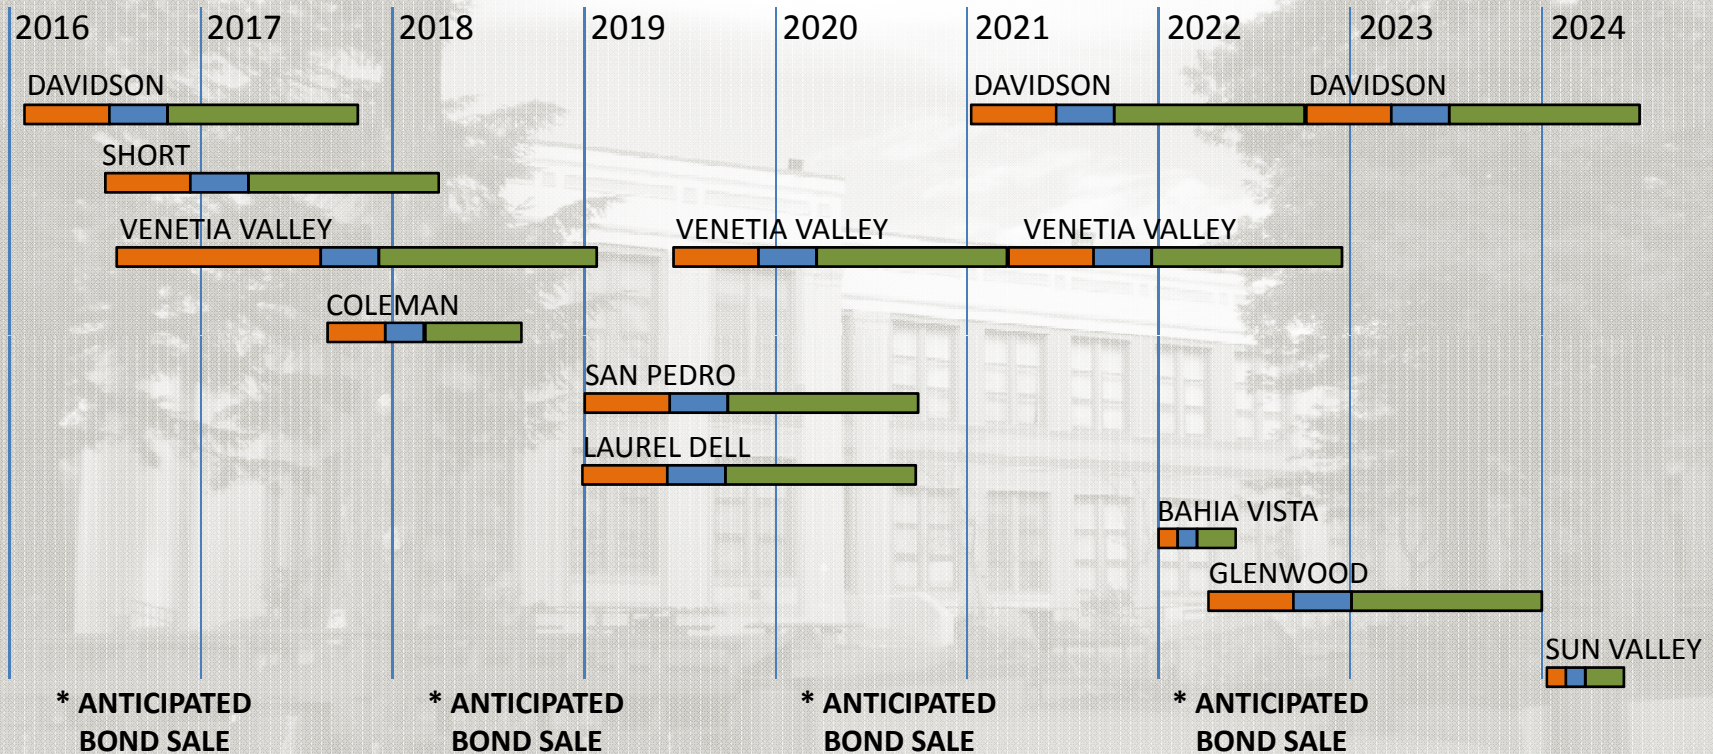 2016 2017 2018 2019 2020 2021 2022 2023 2024
DAVIDSON DAVIDSON DAVIDSON
SHORT
VENETIA VALLEY VENETIA VALLEY VENETIA VALLEY
COLEMAN
SAN PEDRO
LAUREL DELL
BAHIA VISTA
GLENWOOD
SUN VALLEY
* ANTICIPATED * ANTICIPATED * ANTICIPATED * ANTICIPATED
BOND SALE BOND SALE BOND SALE BOND SALE